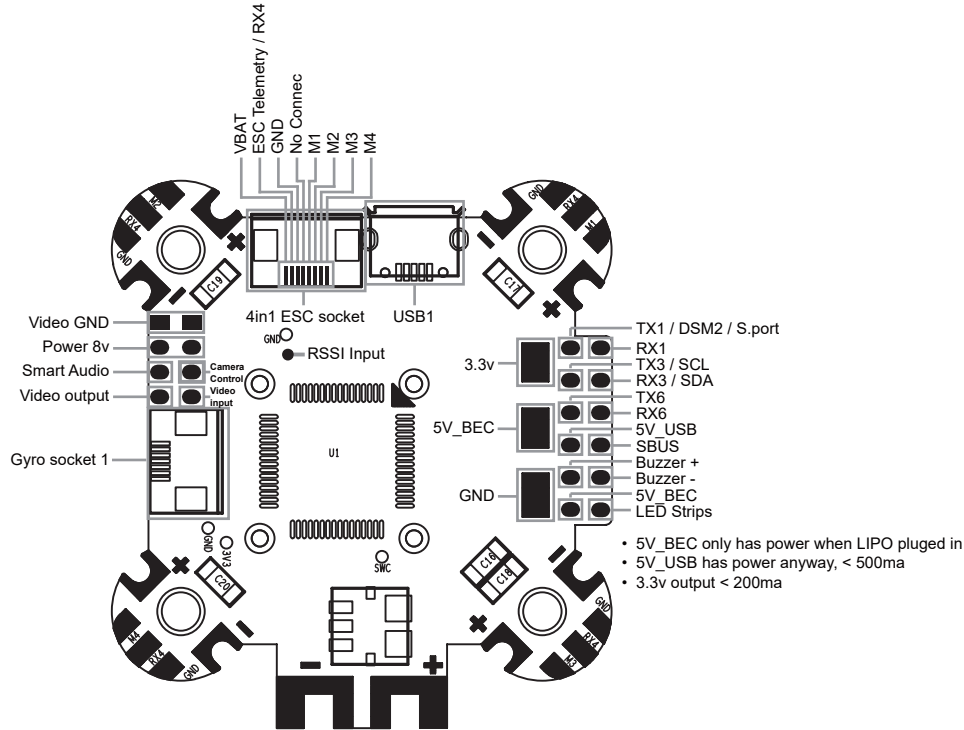 VBAT
ESC Telemetry / RX4
GND
No Connec
M1
M2
M3
M4
M2
RX4
GND
C19
GND
RX4
M1
C17
4in1 ESC socket
USB1
GND
RSSI Input
Video GND
Power 8v
Smart Audio
Camera
Control
Video output
Video
input
Gyro socket 1
U1
3.3v
5V_BEC
GND
TX1 / DSM2 / S.port
RX1
TX3 / SCL
RX3 / SDA
TX6
RX6
5V_USB
SBUS
Buzzer +
Buzzer -
5V_BEC
LED Strips
• 5V_BEC only has power when LIPO pluged in
• 5V_USB has power anyway, < 500ma
• 3.3v output < 200ma
GND
3V3
C20
SWC
C16
C18
M4
RX4
GND
GND
RX4
M3